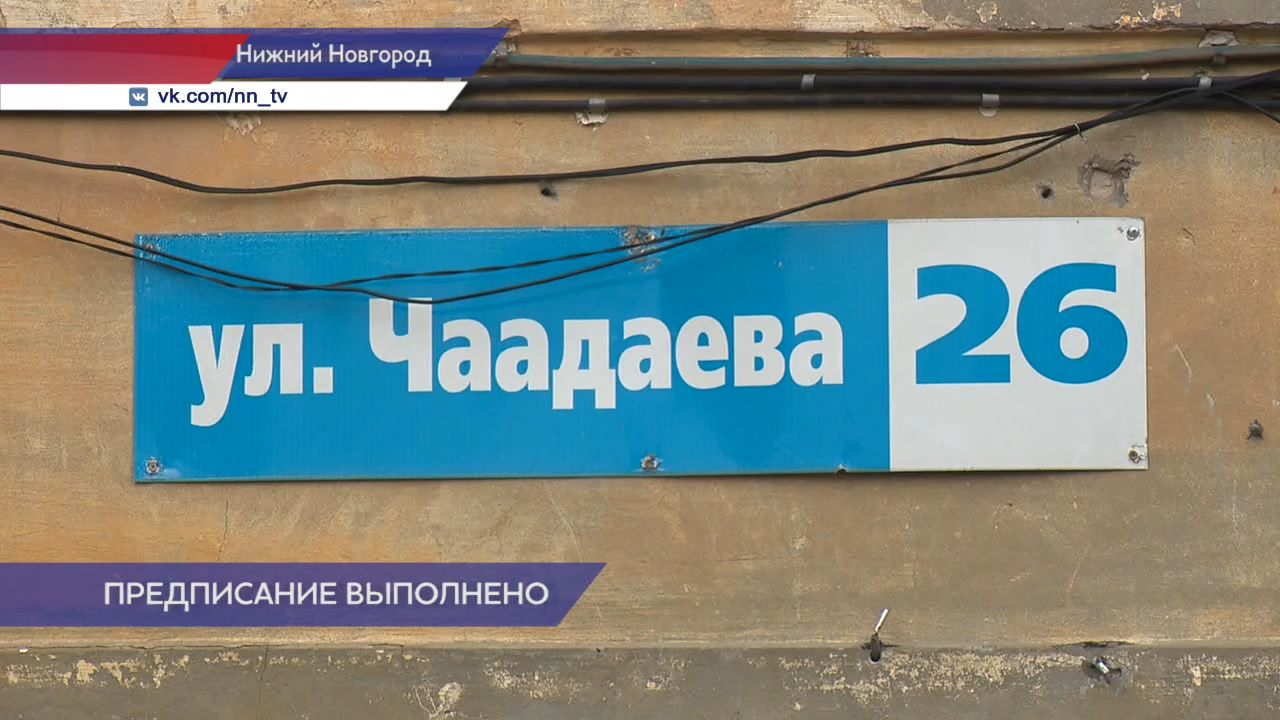 Нижний Новгород
vk.com/nn_tv
ул. Чаадаева 26
ПРЕДПИСАНИЕ ВЫПОЛНЕНО